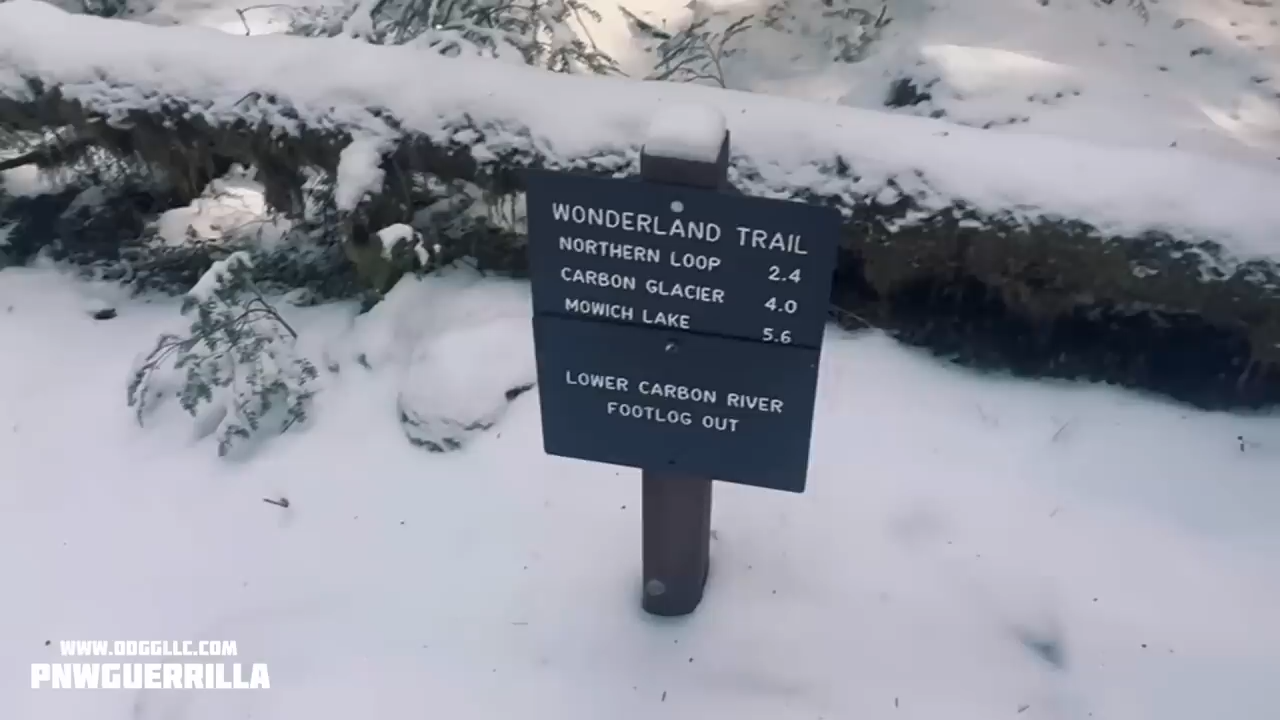 WONDERLAND TRAIL
NORTHERN LOOP 2.4
CARBON GLACIER 4.0
MOWICH LAKE 5.6
LOWER CARBON RIVER
FOOTLOG OUT
WWW.ODGGLLC.COM
PNWGUERRILLA